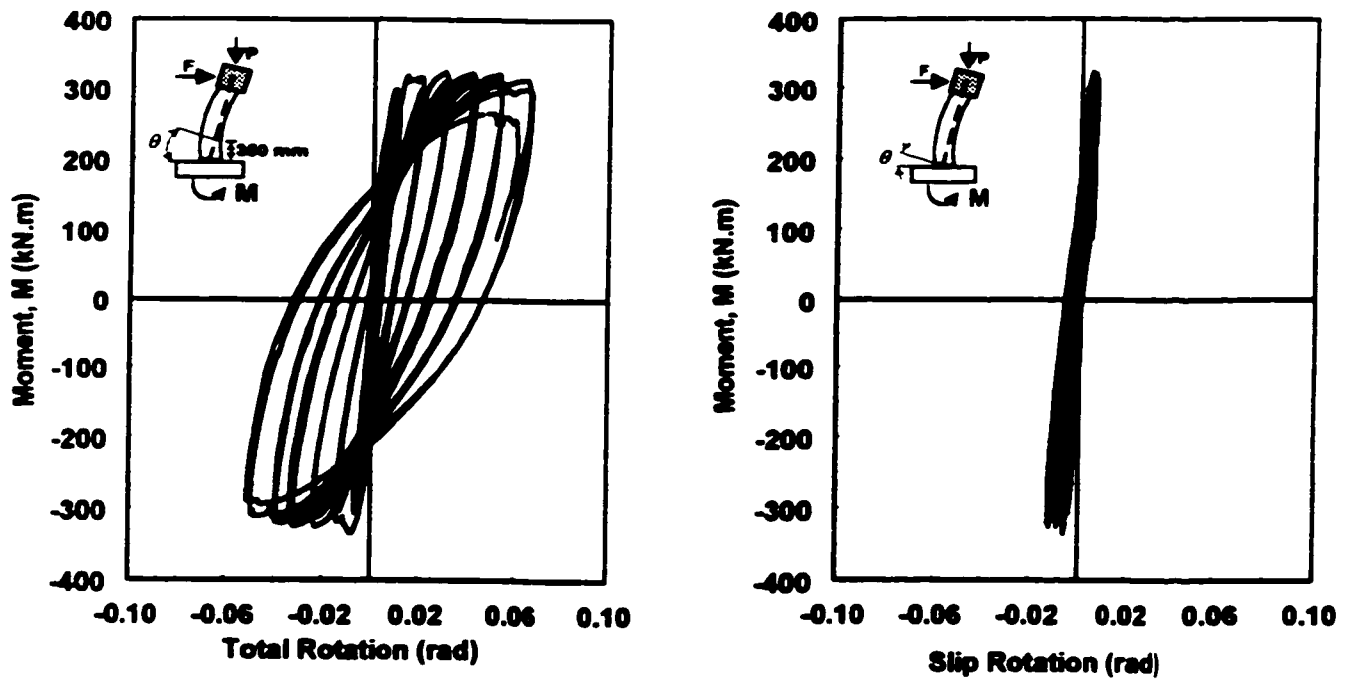 400
300
200
100
0
-100
-200
-300
-400
Moment, M (kN.m)
P
F
θ
360 mm
M
-0.10 -0.06 -0.02 0.02 0.06 0.10
Total Rotation (rad)
400
300
200
100
0
-100
-200
-300
-400
Moment, M (kN.m)
P
F
θ
M
-0.10 -0.06 -0.02 0.02 0.06 0.10
Slip Rotation (rad)